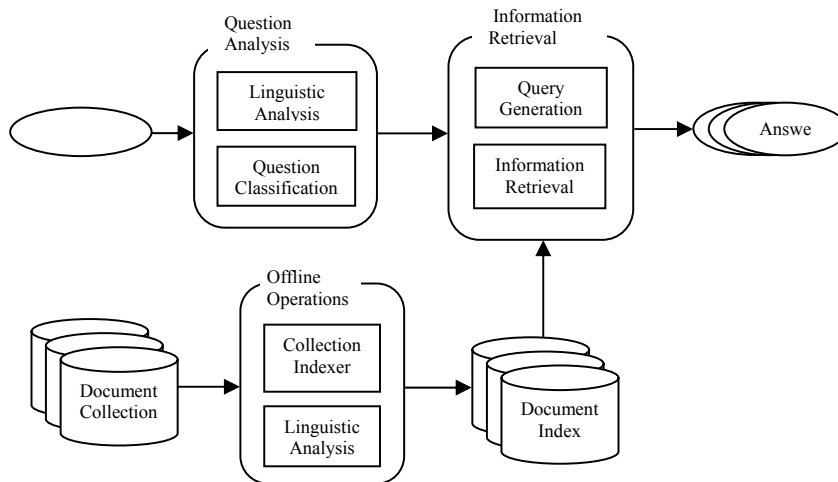 Question
Analysis
Linguistic
Analysis
Question
Classification
Information
Retrieval
Query
Generation
Information
Retrieval
Answe
Offline
Operations
Collection
Indexer
Linguistic
Analysis
Document
Collection
Document
Index